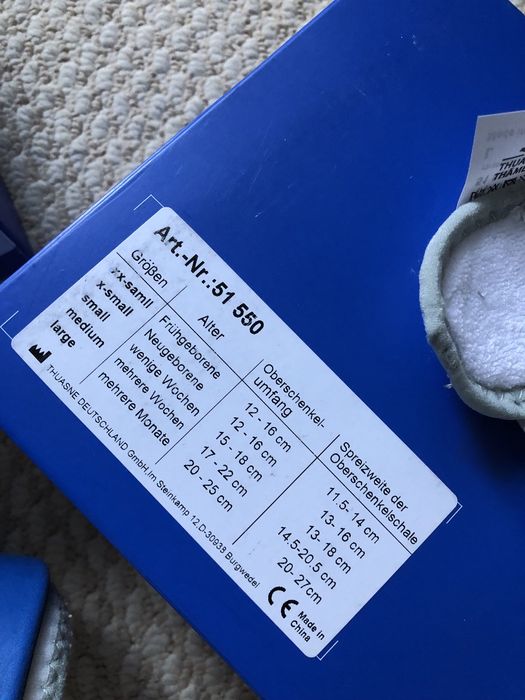 Art.-Nr.:51 550
Größen Alter Oberschenkel-umfang Spreizweite der Oberschenkelschale
xx-samll Frühgeborene 12 - 16 cm 11.5- 14 cm
x-small Neugeborene 12 - 16 cm 13- 16 cm
small wenige Wochen 15 - 18 cm 13-18 cm
medium mehrere Wochen 17 - 22 cm 14.5-20.5 cm
large mehrere Monate 20 - 25 cm 20- 27cm
THUASNE DEUTSCHLAND GmbH,Im Steinkamp 12,D-30938 Burgwedel
CE Made in China